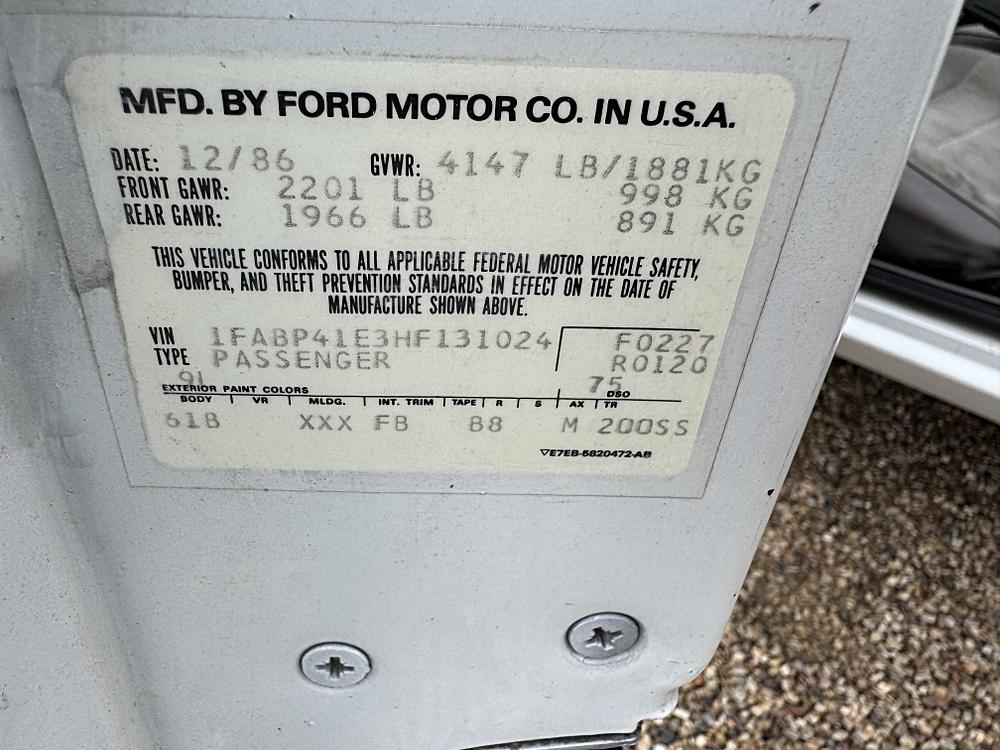 MFD. BY FORD MOTOR CO. IN U.S.A.
DATE: 12/86 GVWR: 4147 LB/1881KG
FRONT GAWR: 2201 LB 998 KG
REAR GAWR: 1966 LB 891 KG
THIS VEHICLE CONFORMS TO ALL APPLICABLE FEDERAL MOTOR VEHICLE SAFETY,
BUMPER, AND THEFT PREVENTION STANDARDS IN EFFECT ON THE DATE OF
MANUFACTURE SHOWN ABOVE.
VIN 1FABP41E3HF131024 F0227
TYPE PASSENGER R0120
9L 75
EXTERIOR PAINT COLORS DSO
BODY VR MLDG. INT. TRIM TAPE R S AX TR
61B XXX FB B8 M 200SS
▽E7EB-5820472-AB